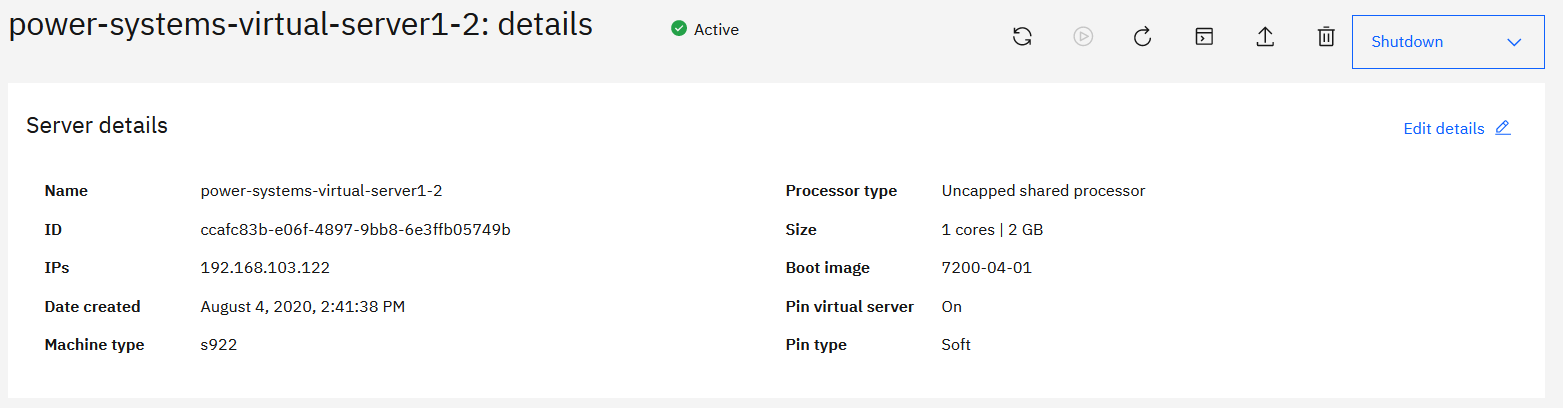 power-systems-virtual-server1-2: details
Active
Shutdown
Server details
Edit details
Name power-systems-virtual-server1-2
ID ccafc83b-e06f-4897-9bb8-6e3ffb05749b
IPs 192.168.103.122
Date created August 4, 2020, 2:41:38 PM
Machine type s922
Processor type Uncapped shared processor
Size 1 cores | 2 GB
Boot image 7200-04-01
Pin virtual server On
Pin type Soft